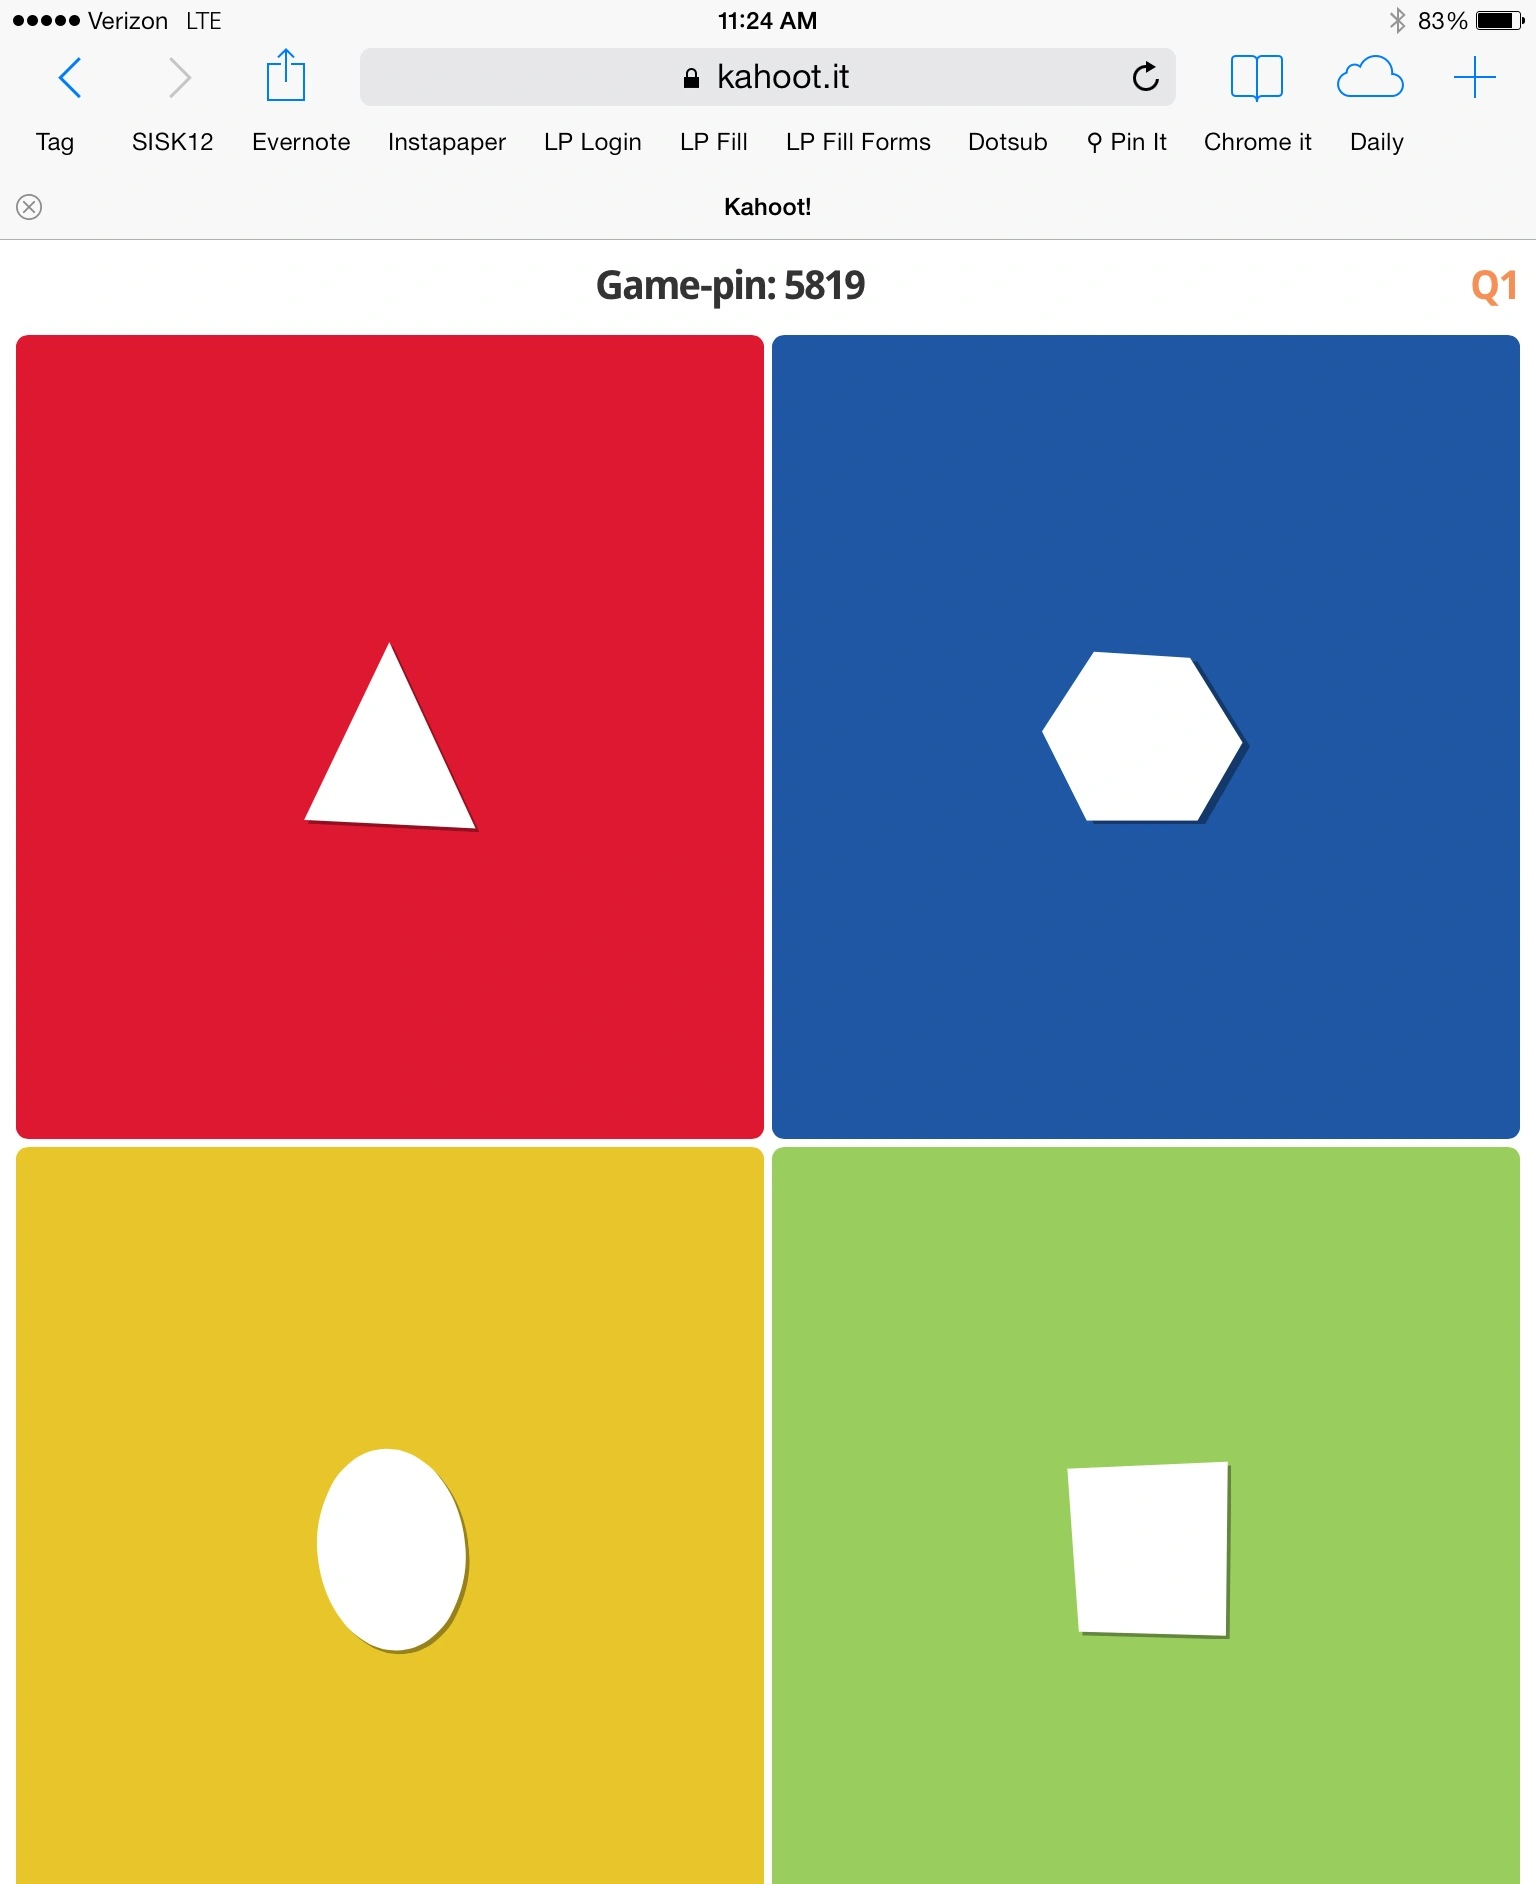 Verizon LTE 11:24 AM 83%
kahoot.it
Tag SISK12 Evernote Instapaper LP Login LP Fill LP Fill Forms Dotsub Pin It Chrome it Daily
Kahoot!
Game-pin: 5819 Q1